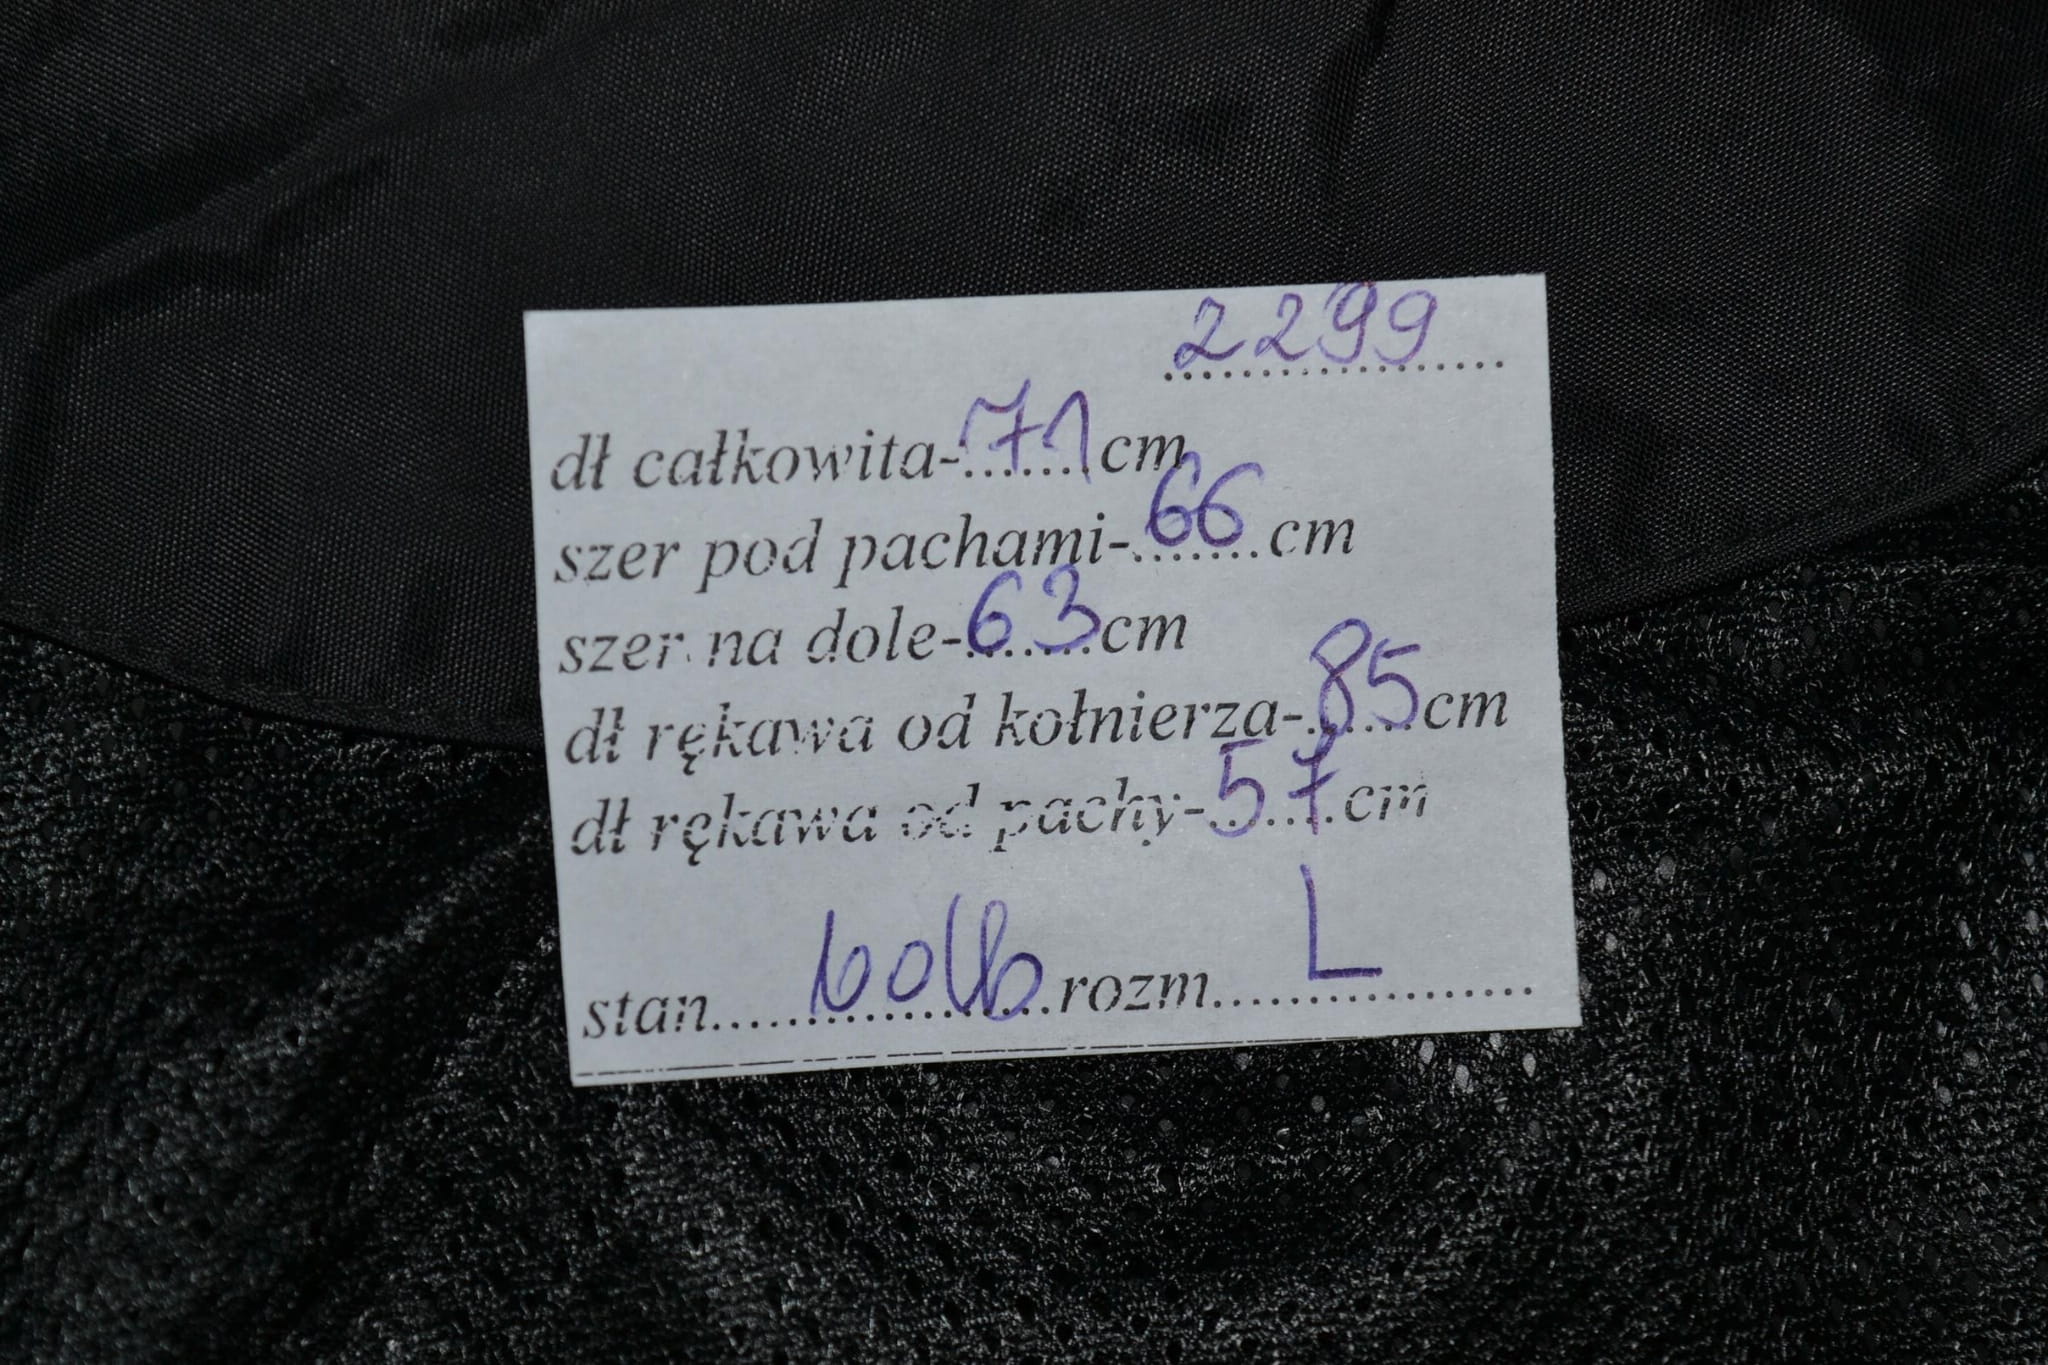 2299
dł całkowita-71cm
szer pod pachami-66cm
szer na dole-63cm
dł rękawa od kołnierza-85cm
dł rękawa od pachy-57cm
stan..........rozm....L....